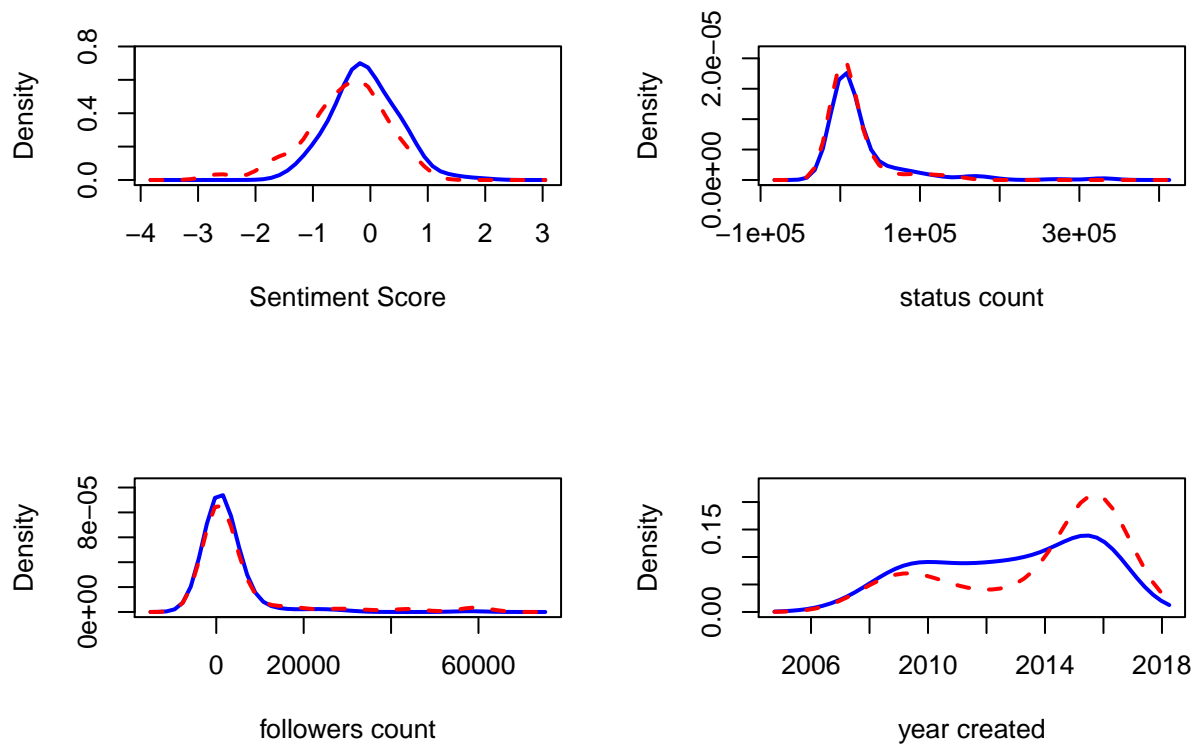 Density
0.0 0.4 0.8
−4 −3 −2 −1 0 1 2 3
Sentiment Score
Density
0.0e+00 2.0e−05
−1e+05 1e+05 3e+05
status count
Density
0e+00 8e−05
0 20000 60000
followers count
Density
0.00 0.15
2006 2010 2014 2018
year created